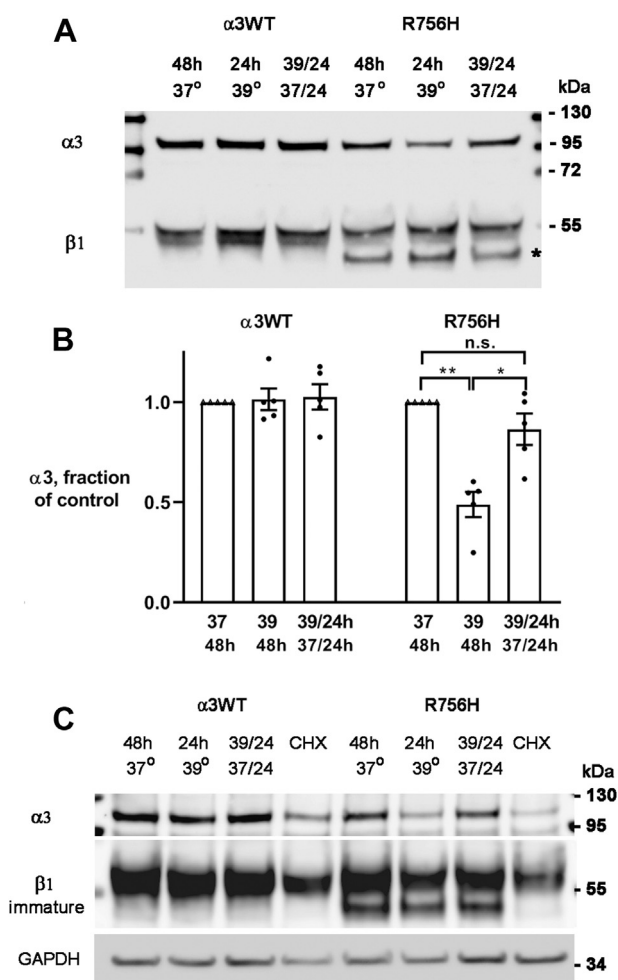 A
α3WT R756H
48h 24h 39/24 48h 24h 39/24
37° 39° 37/24 37° 39° 37/24 kDa
- 130
α3 - 95
- 72
- 55
β1
*
α3WT R756H
B
n.s.
** *
1.0
α3, fraction
of control
0.5
0.0
37 39 39/24h 37 39 39/24h
48h 48h 37/24h 48h 48h 37/24h
C
α3WT R756H
48h 24h 39/24 CHX 48h 24h 39/24 CHX
37° 39° 37/24 37° 39° 37/24 kDa
- 130
α3
- 95
β1 - 55
immature
GAPDH - 34